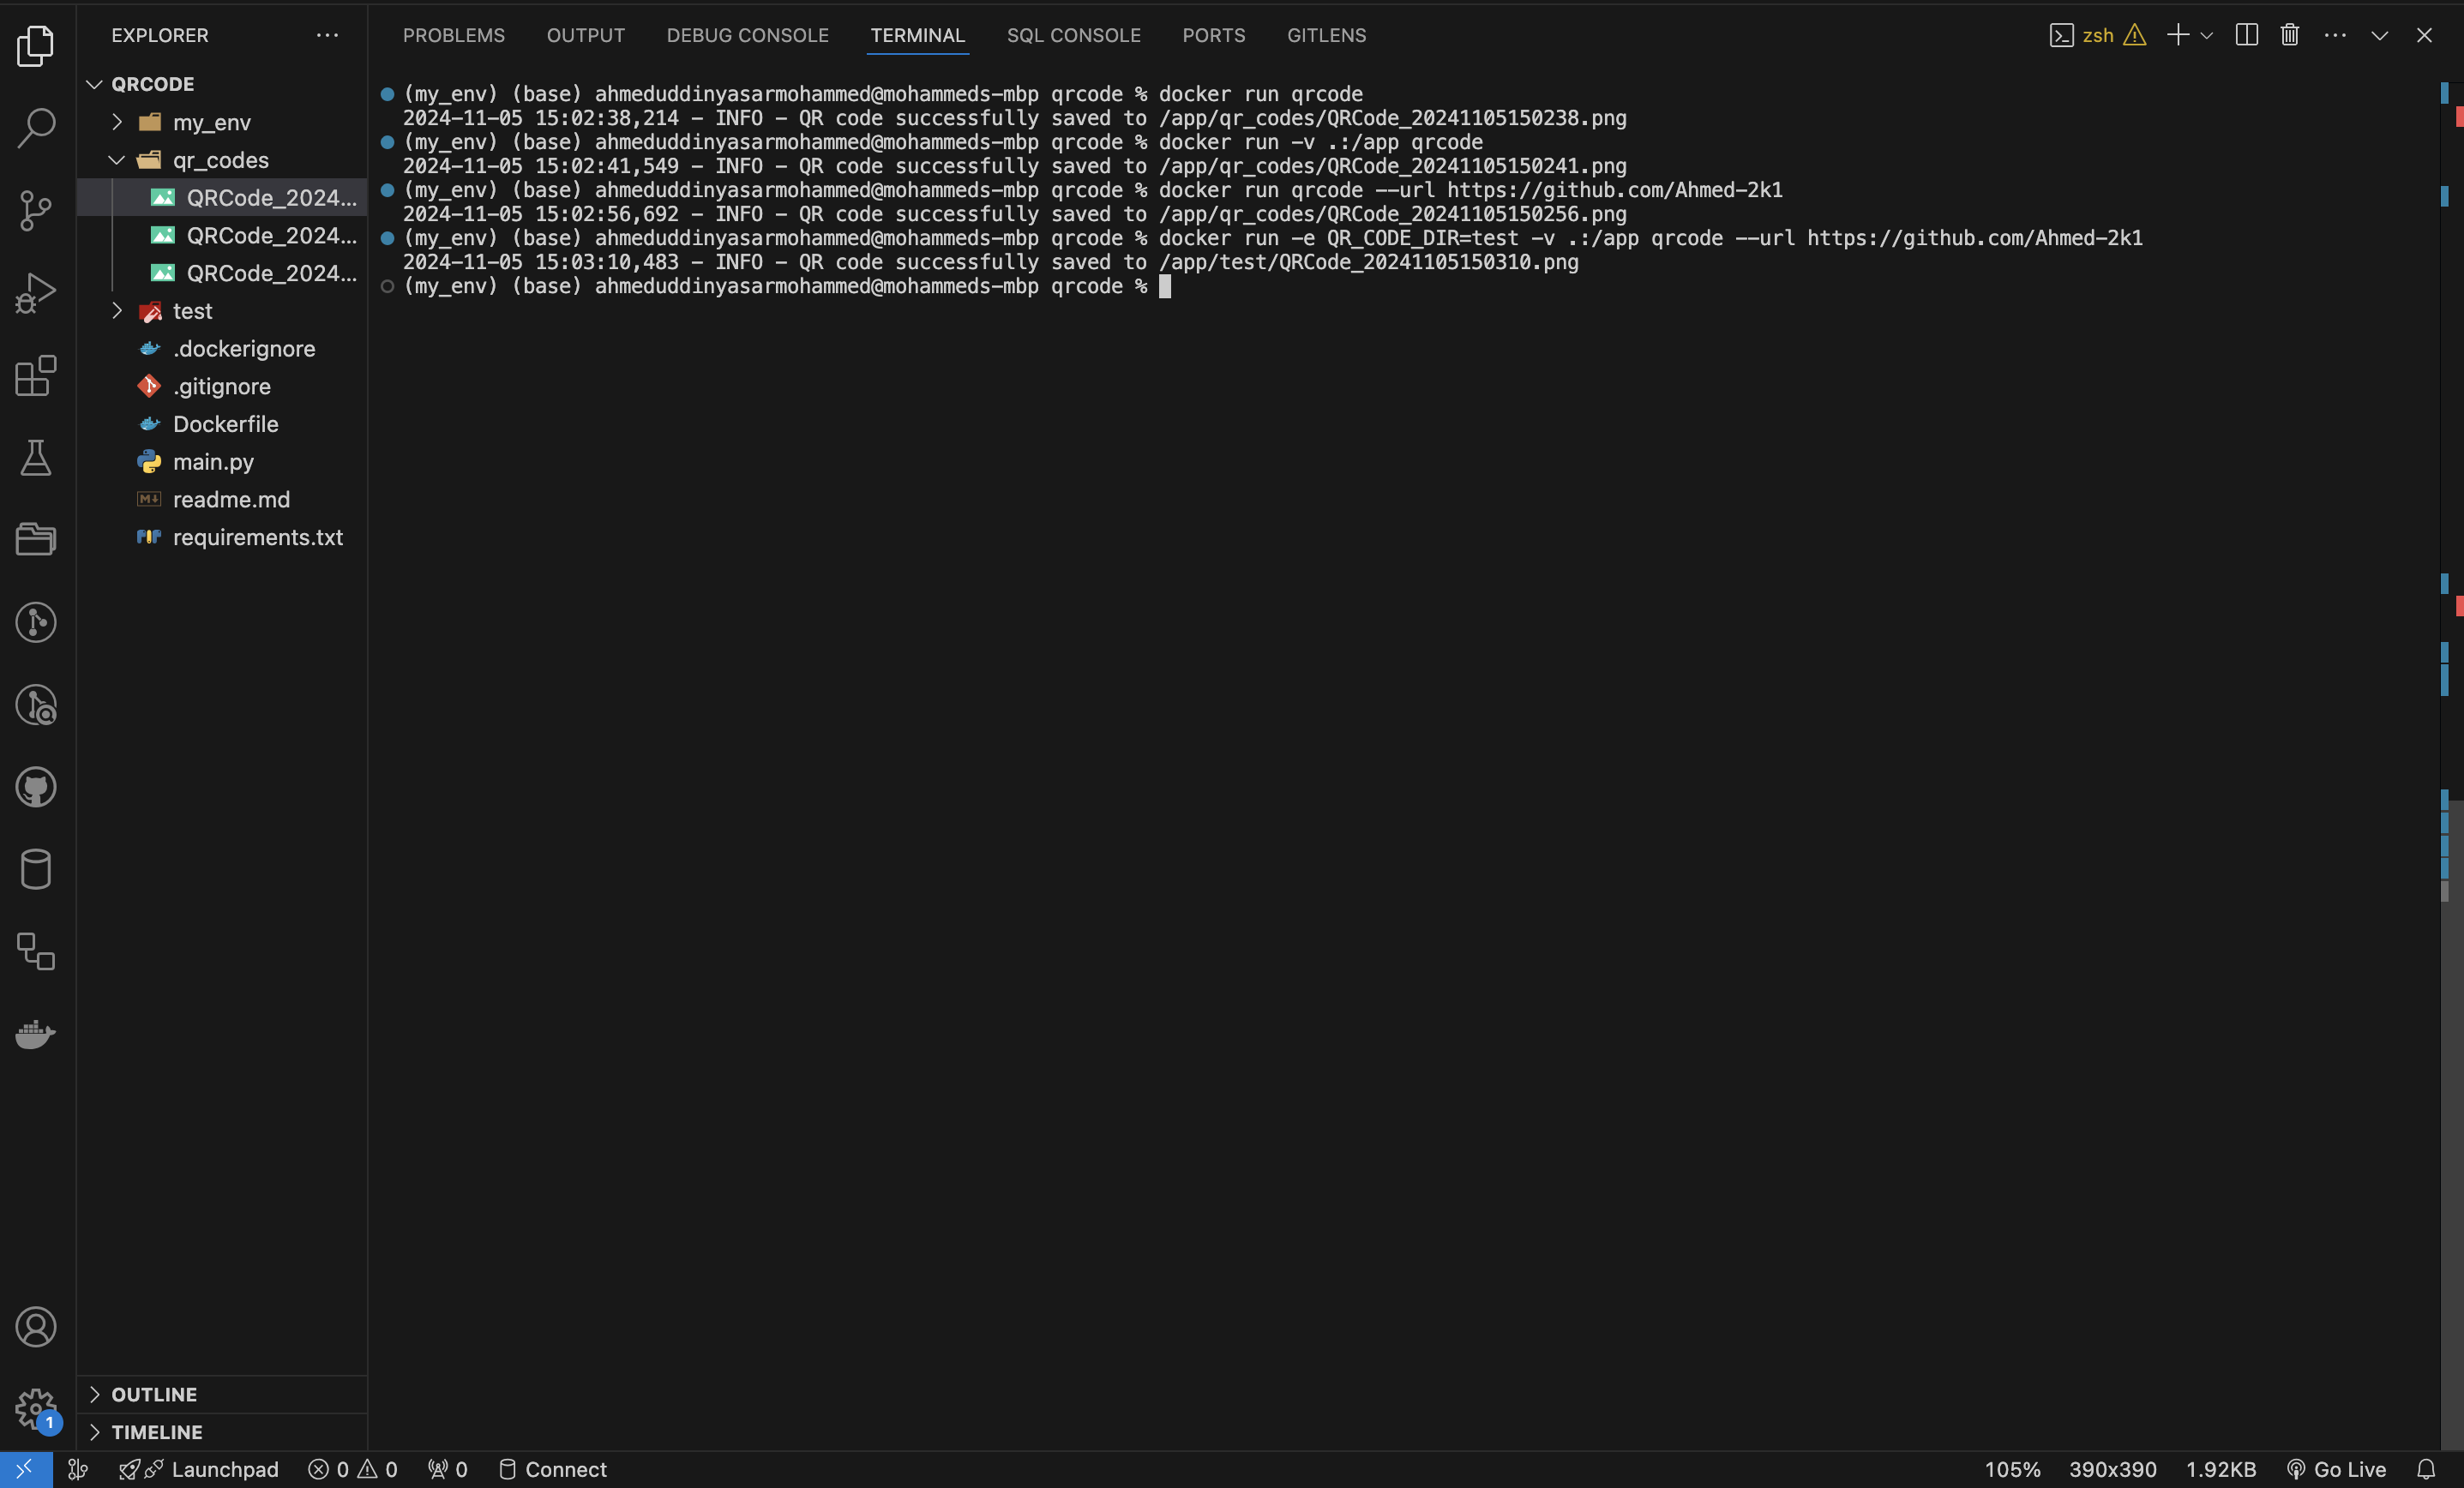 EXPLORER
QRCODE
my_env
qr_codes
QRCode_2024...
QRCode_2024...
QRCode_2024...
test
.dockerignore
.gitignore
Dockerfile
main.py
readme.md
requirements.txt
OUTLINE
TIMELINE
PROBLEMS OUTPUT DEBUG CONSOLE TERMINAL SQL CONSOLE PORTS GITLENS
zsh
(my_env) (base) ahmeduddinyasarmohammed@mohammeds-mbp qrcode % docker run qrcode
2024-11-05 15:02:38,214 - INFO - QR code successfully saved to /app/qr_codes/QRCode_20241105150238.png
(my_env) (base) ahmeduddinyasarmohammed@mohammeds-mbp qrcode % docker run -v .:/app qrcode
2024-11-05 15:02:41,549 - INFO - QR code successfully saved to /app/qr_codes/QRCode_20241105150241.png
(my_env) (base) ahmeduddinyasarmohammed@mohammeds-mbp qrcode % docker run qrcode --url https://github.com/Ahmed-2k1
2024-11-05 15:02:56,692 - INFO - QR code successfully saved to /app/qr_codes/QRCode_20241105150256.png
(my_env) (base) ahmeduddinyasarmohammed@mohammeds-mbp qrcode % docker run -e QR_CODE_DIR=test -v .:/app qrcode --url https://github.com/Ahmed-2k1
2024-11-05 15:03:10,483 - INFO - QR code successfully saved to /app/test/QRCode_20241105150310.png
(my_env) (base) ahmeduddinyasarmohammed@mohammeds-mbp qrcode %
1
Launchpad 0 0 0 Connect 105% 390x390 1.92KB Go Live